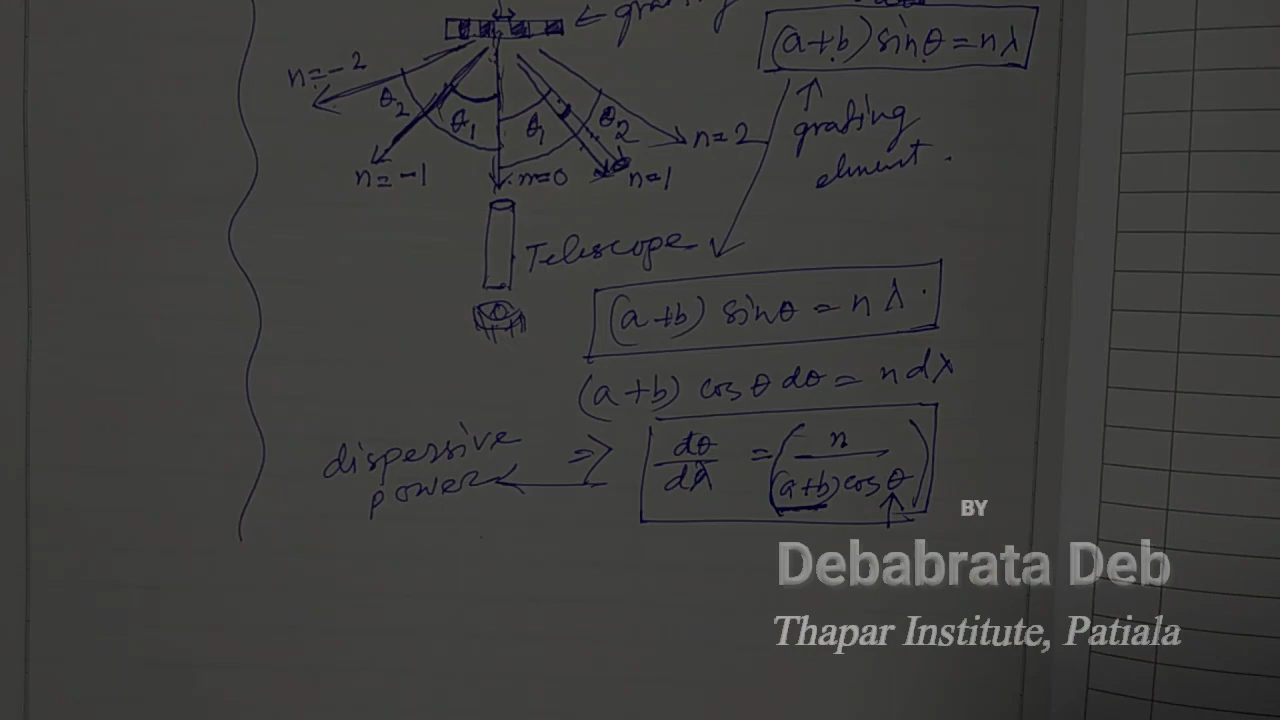 ← grating
(a+b) sinθ = nλ
n=-2
θ2
θ1
θ1
θ2
n=2
↑
grating
element.
n=-1
n=0
n=1
Telescope
(a+b) sinθ = nλ.
(a+b) cosθ dθ = n dλ
dispersive
power
⇒ dθ/dλ = (n/(a+b)cosθ)
BY
Debabrata Deb
Thapar Institute, Patiala